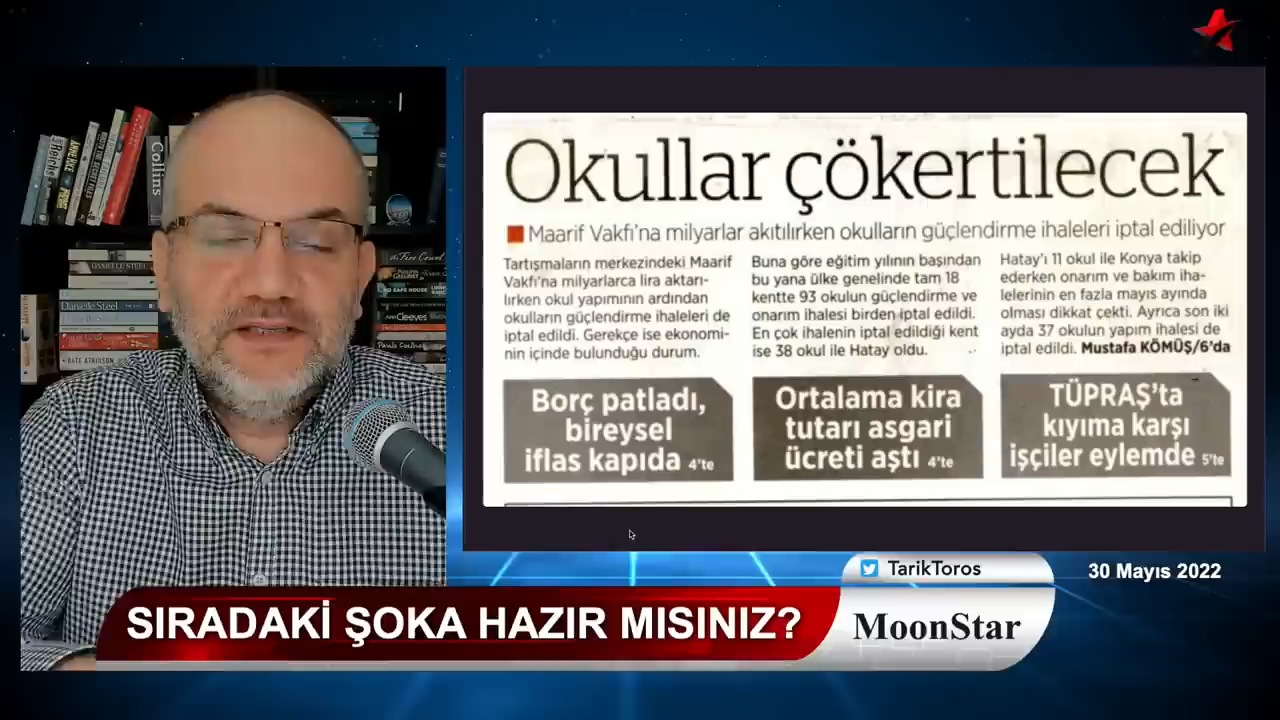 Okullar çökertilecek
Maarif Vakfı'na milyarlar akıtılırken okulların güçlendirme ihaleleri iptal ediliyor
Tartışmaların merkezindeki Maarif
Vakfı'na milyarlarca lira aktarı-
lırken okul yapımının ardından
okulların güçlendirme ihaleleri de
iptal edildi. Gerekçe ise ekonomi-
nin içinde bulunduğu durum.
Buna göre eğitim yılının başından
bu yana ülke genelinde tam 18
kentte 93 okulun güçlendirme ve
onarım ihalesi birden iptal edildi.
En çok ihalenin iptal edildiği kent
ise 38 okul ile Hatay oldu.
Hatay'ı 11 okul ile Konya takip
ederken onarım ve bakım iha-
lelerinin en fazla mayıs ayında
olması dikkat çekti. Ayrıca son iki
ayda 37 okulun yapım ihalesi de
iptal edildi. Mustafa KÖMÜŞ/6'da
Borç patladı,
bireysel
iflas kapıda 4'te
Ortalama kira
tutarı asgari
ücreti aştı 4'te
TÜPRAŞ'ta
kıyıma karşı
işçiler eylemde 5'te
Collins
DANIELLE STEEL
Danielle Steel
KATE ATKINSON
Ann Cleeves
TarikToros
30 Mayıs 2022
SIRADAKİ ŞOKA HAZIR MISINIZ?
MoonStar